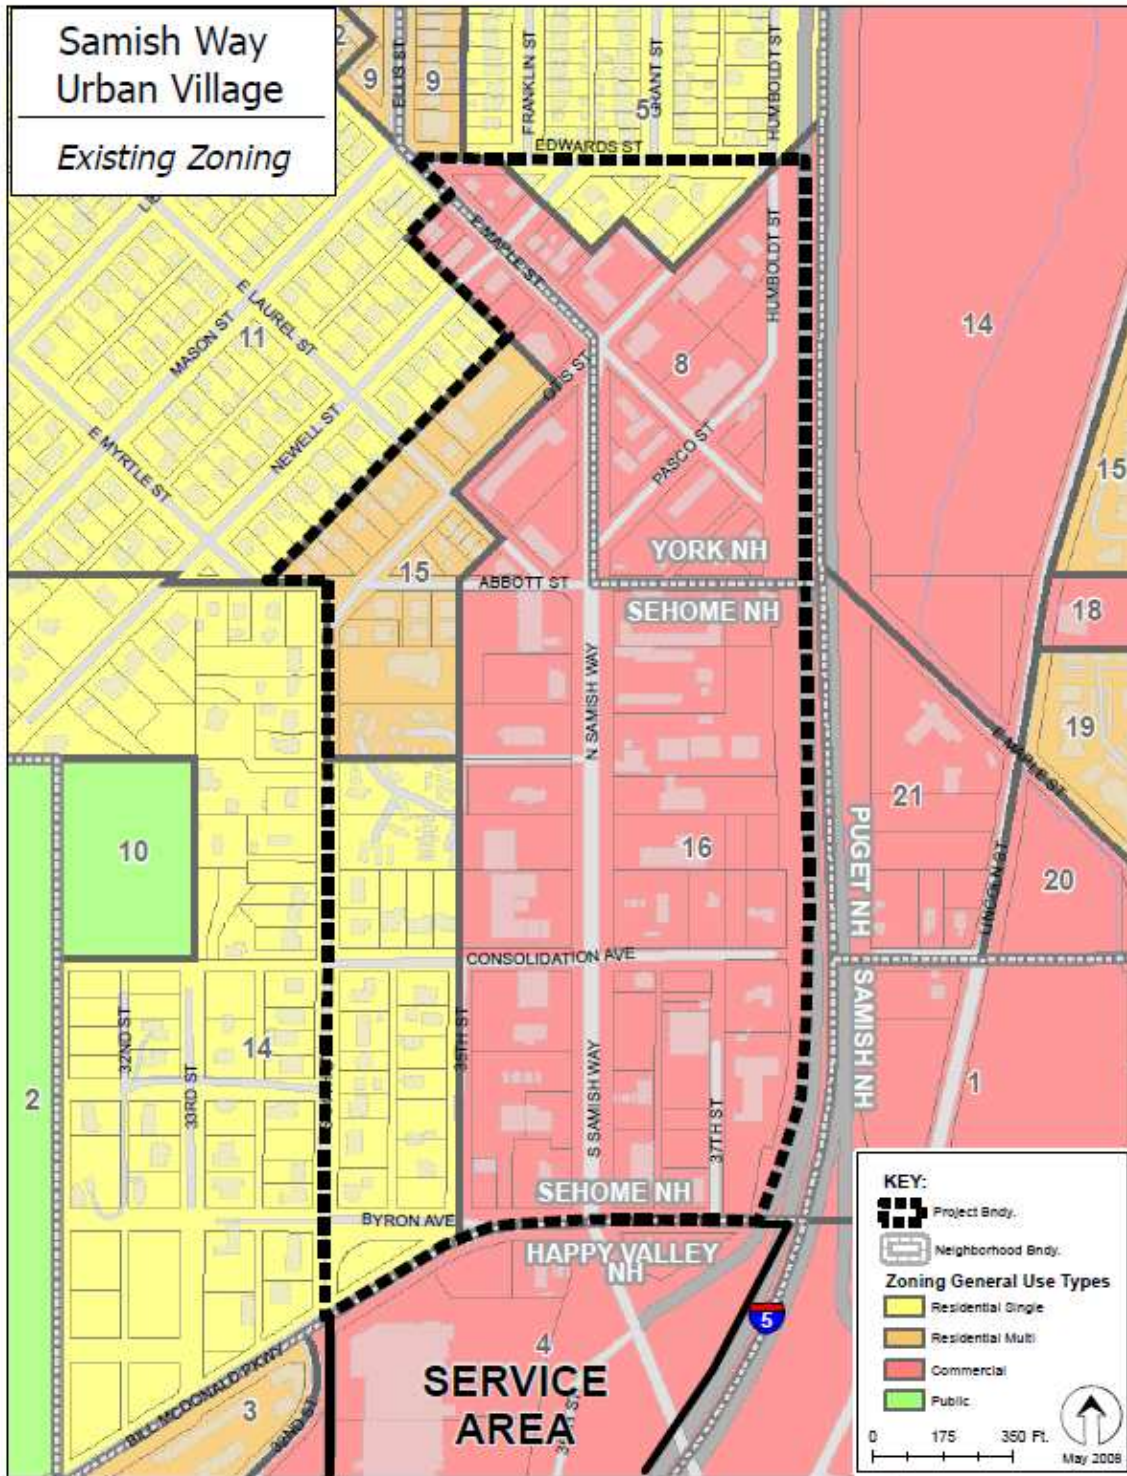 Samish Way
Urban Village
Existing Zoning
9
ELLIS ST
9
FRANKLIN ST
GRANT ST
5
HUMBOLDT ST
EDWARDS ST
E MAPLE ST
HUMBOLDT ST
14
E LAUREL ST
MASON ST
11
8
OTIS ST
NEWELL ST
E MYRTLE ST
PASCO ST
15
YORK NH
15
ABBOTT ST
SEHOME NH
18
N SAMISH WAY
19
E MAPLE ST
21
PUGET NH
10
16
20
LINCOLN ST
CONSOLIDATION AVE
SAMISH NH
32ND ST
35TH ST
14
33RD ST
2
1
S SAMISH WAY
37TH ST
SEHOME NH
BYRON AVE
HAPPY VALLEY
NH
5
4
SERVICE
AREA
BILL MCDONALD PKWY
3
32ND ST
KEY:
Project Bndy.
Neighborhood Bndy.
Zoning General Use Types
Residential Single
Residential Multi
Commercial
Public
0 175 350 Ft.
May 2008